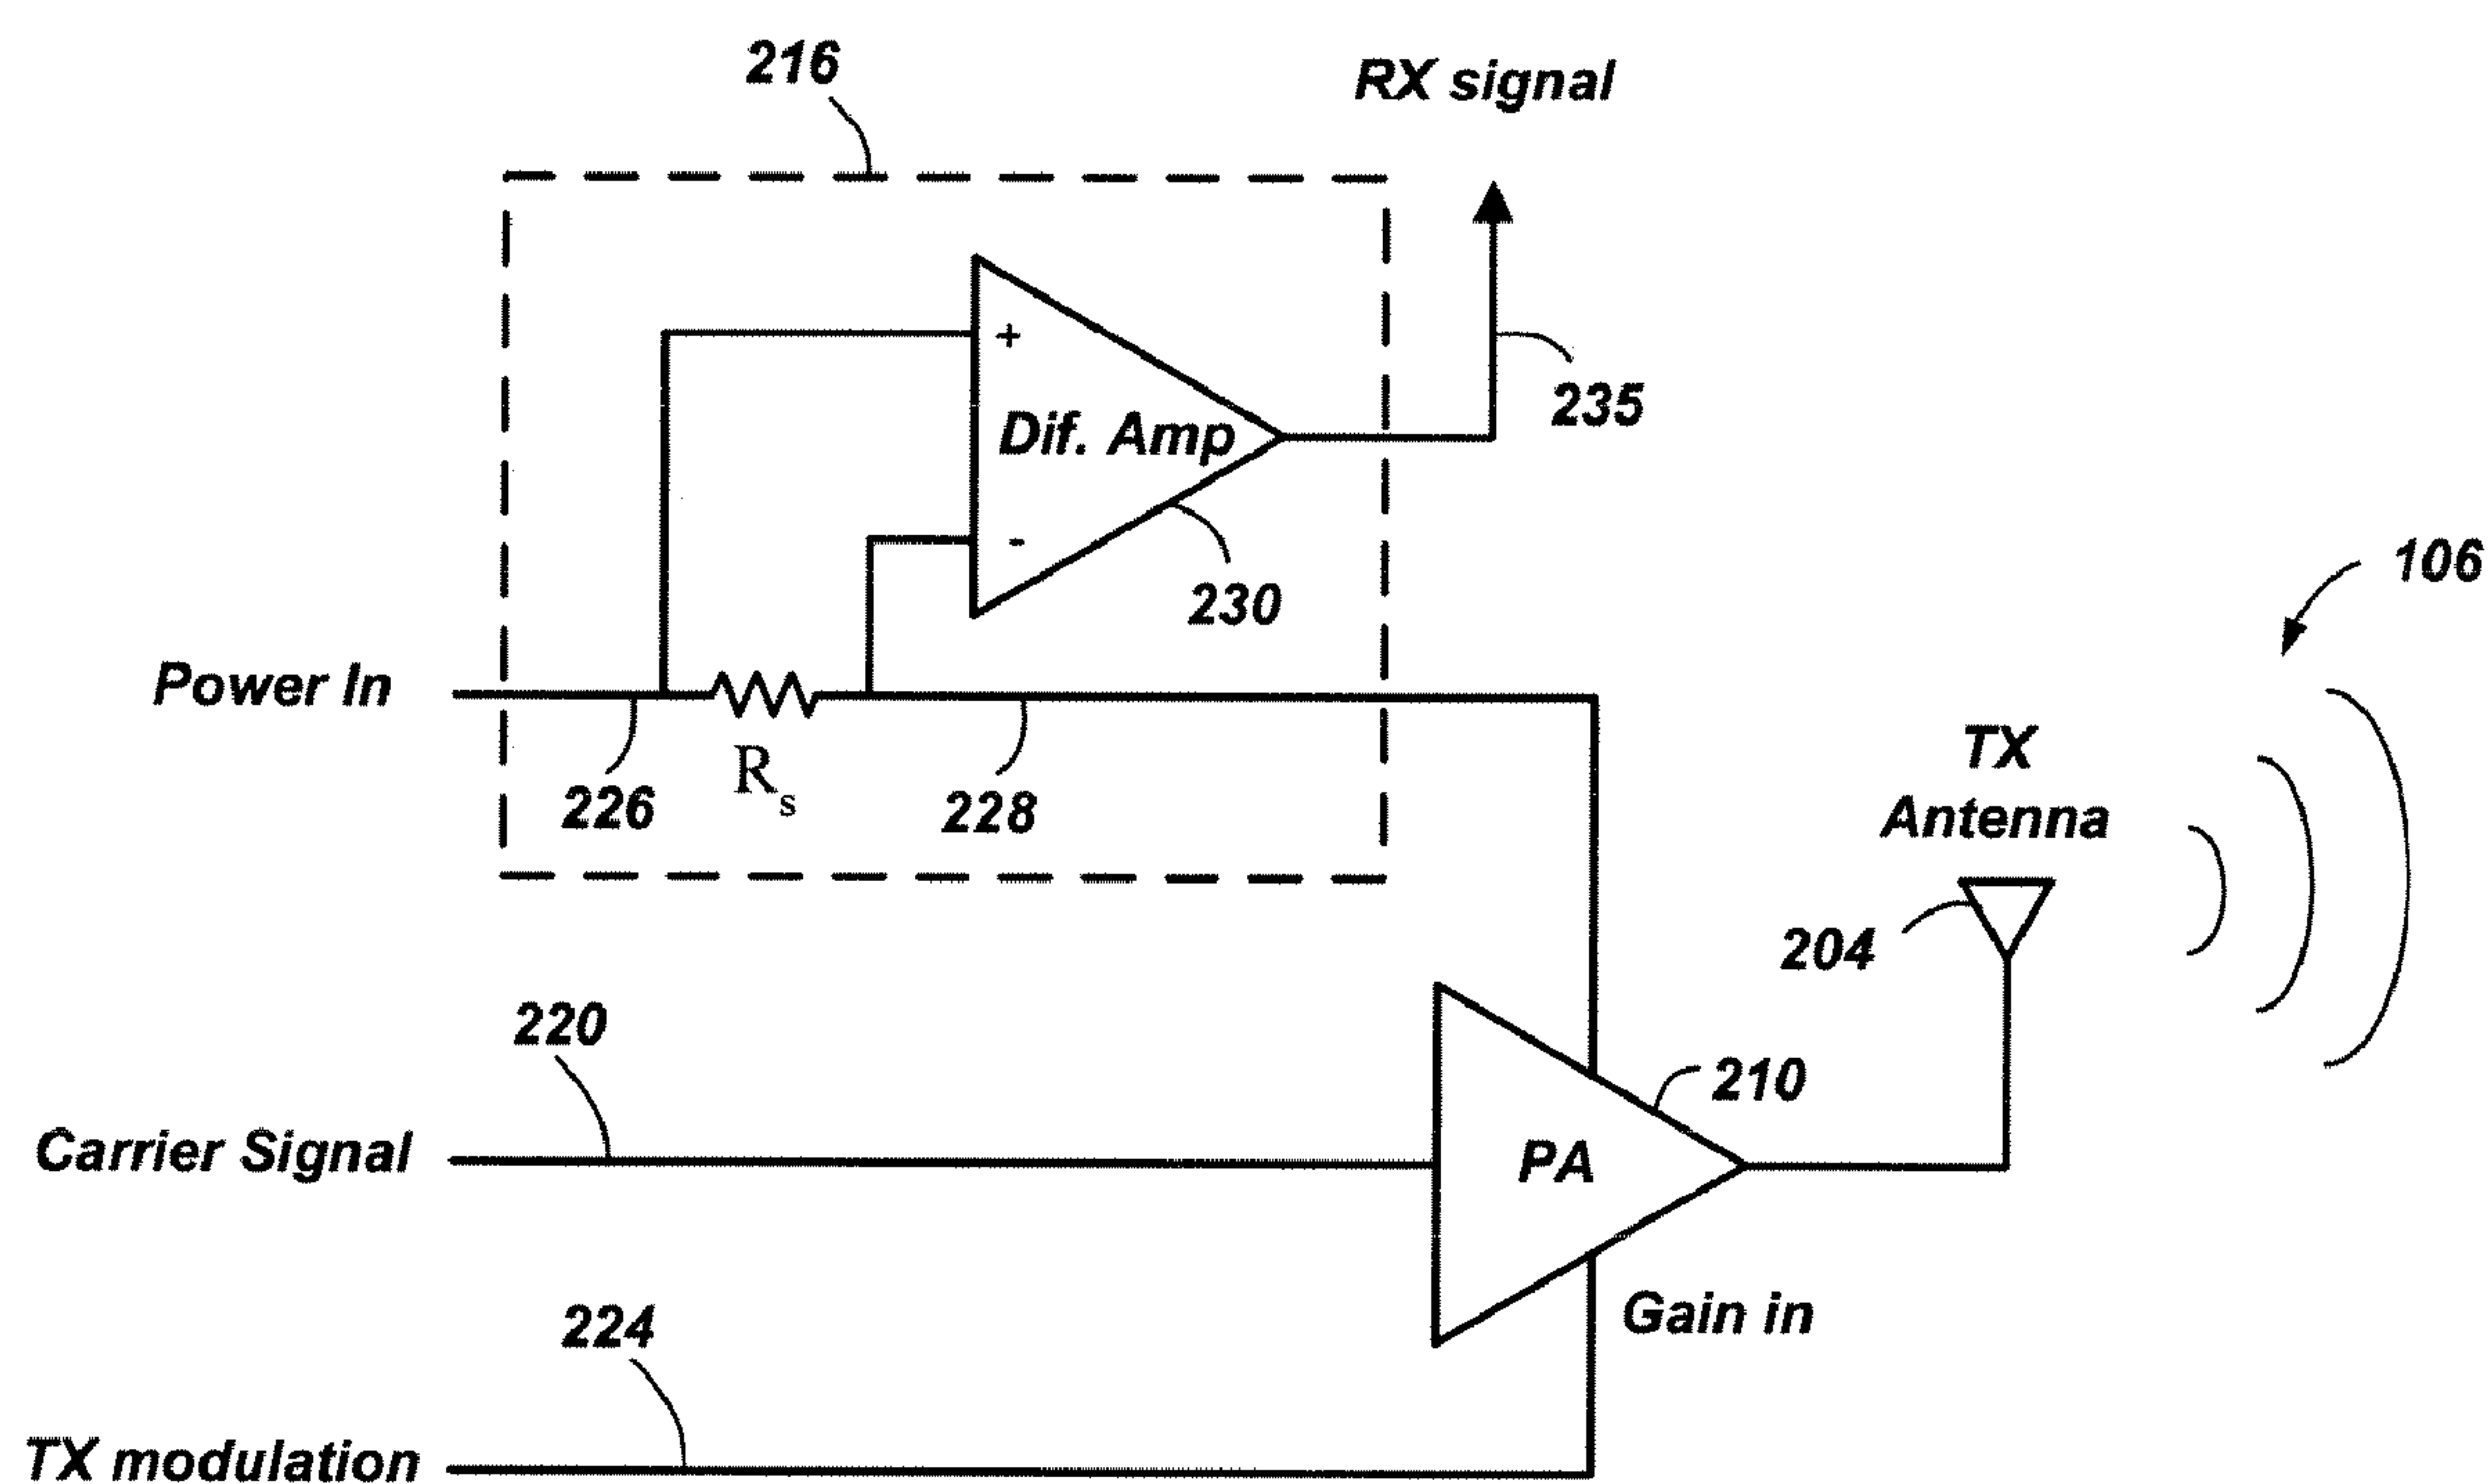 216
RX signal
+
Dif. Amp
235
-
230
106
Power In
226
R_s
228
TX
Antenna
204
220
Carrier Signal
PA
210
224
Gain in
TX modulation